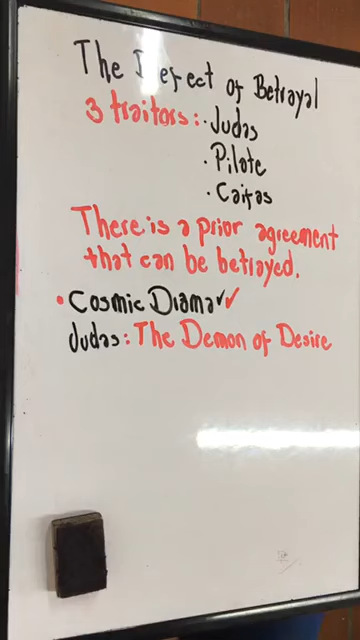 The Defect of Betrayal
3 traitors: • Judas
• Pilate
• Caifas
There is a prior agreement
that can be betrayed.
• Cosmic Drama ✓✓
Judas: The Demon of Desire